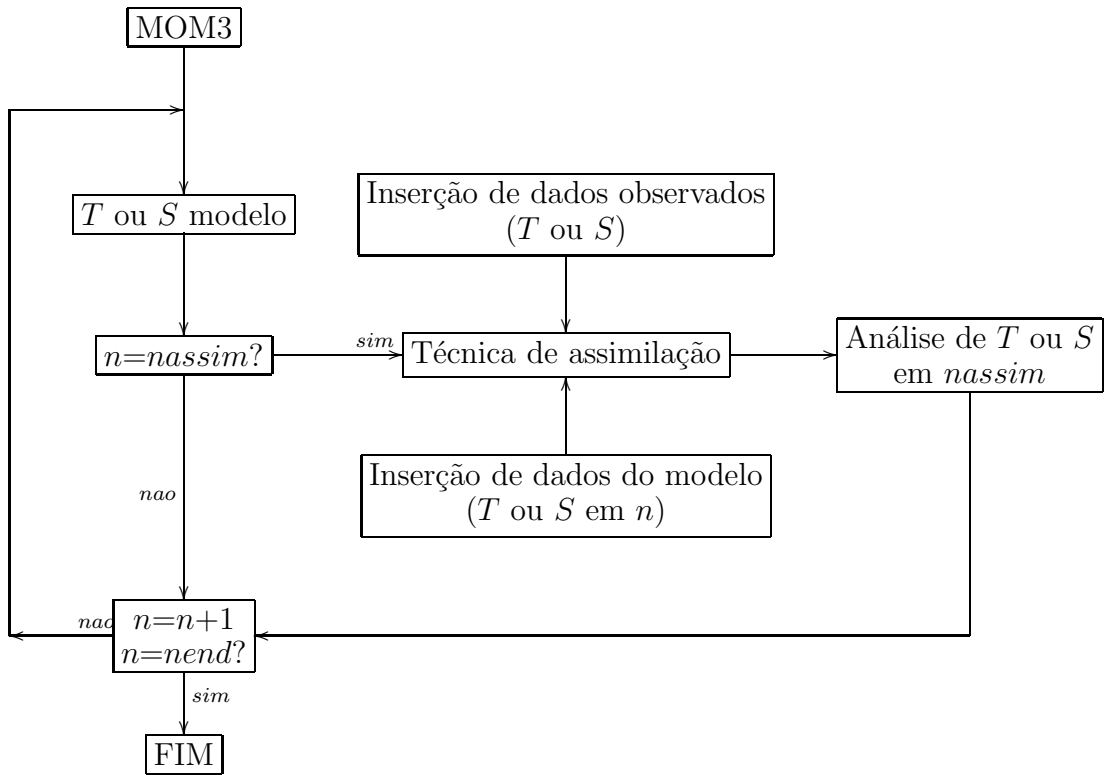 MOM3
T ou S modelo
Inserção de dados observados
(T ou S)
n=nassim?
sim
Técnica de assimilação
Análise de T ou S
em nassim
Inserção de dados do modelo
(T ou S em n)
nao
nao
n=n+1
n=nend?
sim
FIM